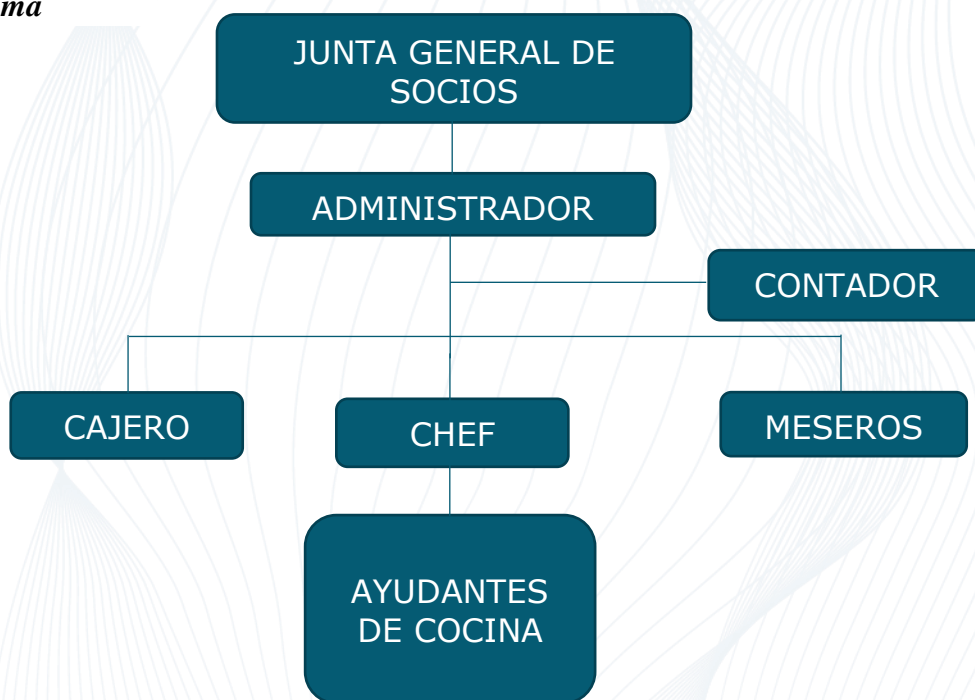 ma
JUNTA GENERAL DE
SOCIOS
ADMINISTRADOR
CONTADOR
CAJERO
CHEF
MESEROS
AYUDANTES
DE COCINA